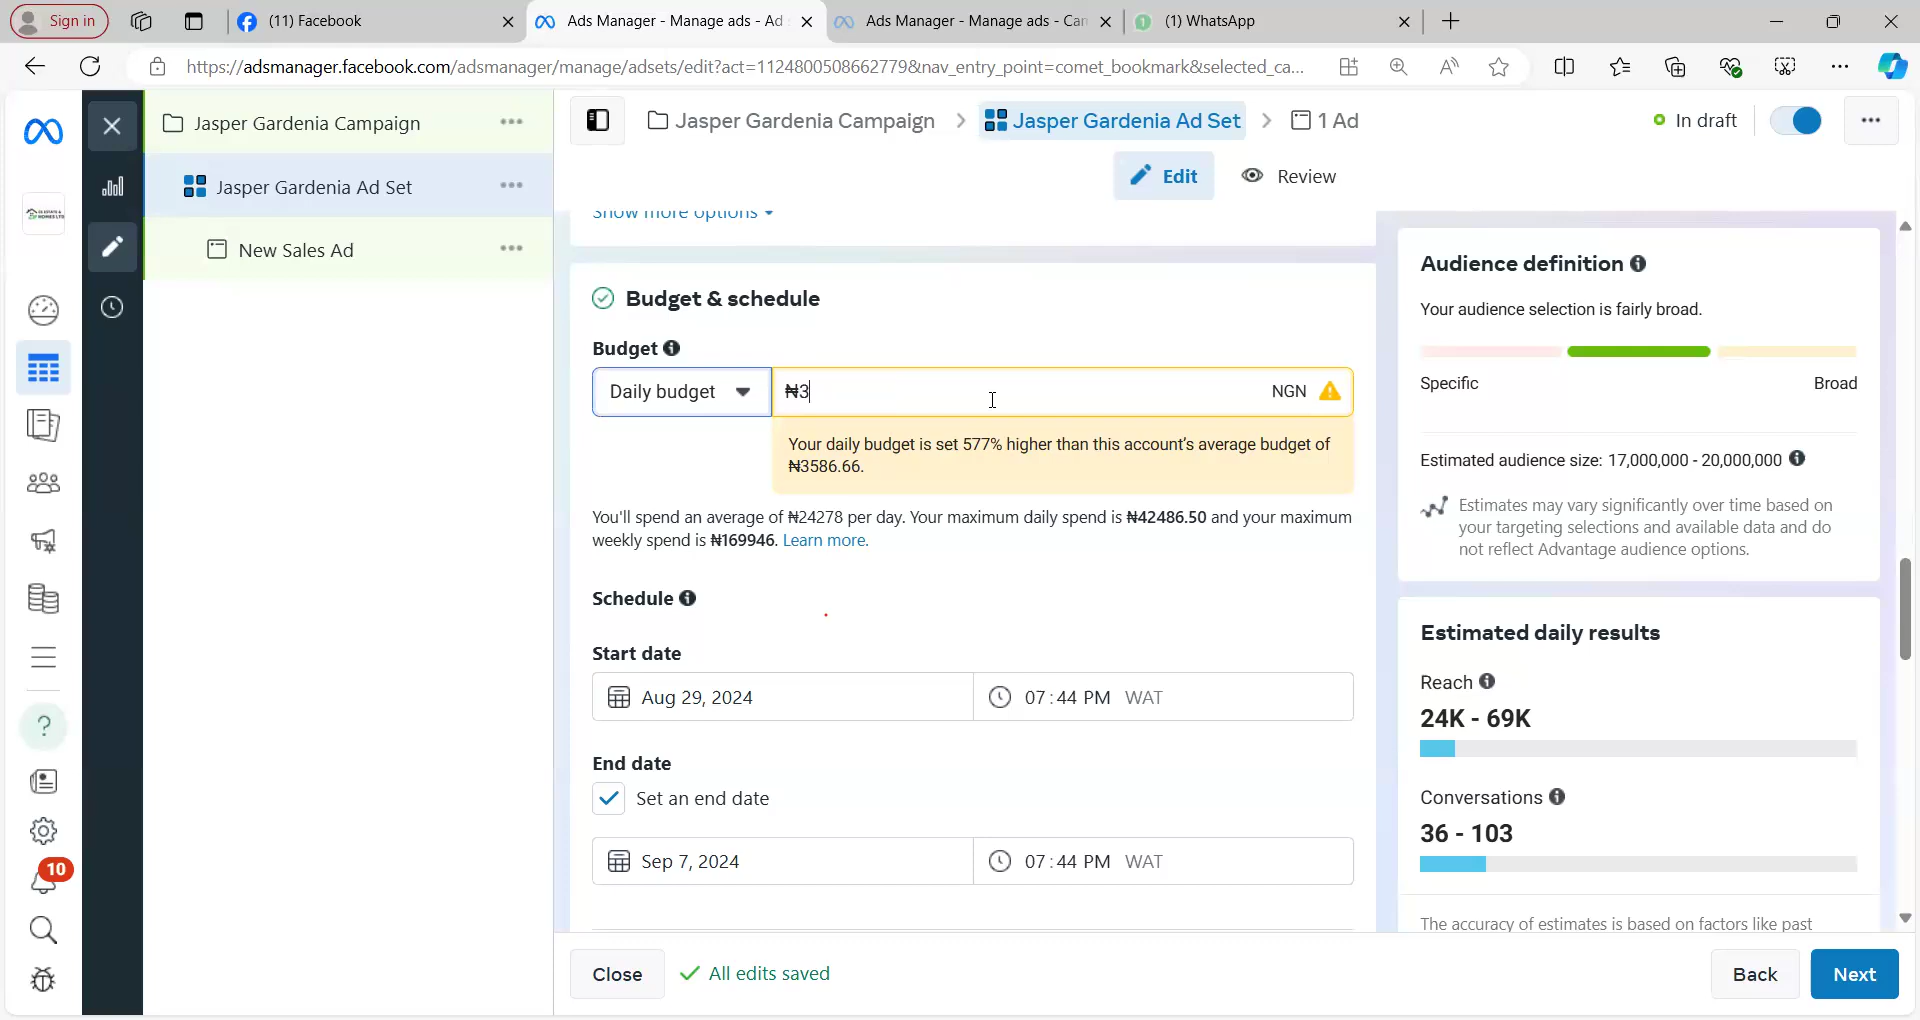 Sign in
(11) Facebook
Ads Manager - Manage ads - Ad
Ads Manager - Manage ads - Can
(1) WhatsApp
https://adsmanager.facebook.com/adsmanager/manage/adsets/edit?act=1124800508662779&nav_entry_point=comet_bookmark&selected_ca...
Jasper Gardenia Campaign
Jasper Gardenia Ad Set
New Sales Ad
10
Jasper Gardenia Campaign
Jasper Gardenia Ad Set
1 Ad
In draft
Edit
Review
Show more options
Budget & schedule
Budget
Daily budget
₦3
NGN
Your daily budget is set 577% higher than this account's average budget of
₦3586.66.
You'll spend an average of ₦24278 per day. Your maximum daily spend is ₦42486.50 and your maximum
weekly spend is ₦169946. Learn more.
Schedule
Start date
Aug 29, 2024
07:44 PM WAT
End date
Set an end date
Sep 7, 2024
07:44 PM WAT
Audience definition
Your audience selection is fairly broad.
Specific
Broad
Estimated audience size: 17,000,000 - 20,000,000
Estimates may vary significantly over time based on
your targeting selections and available data and do
not reflect Advantage audience options.
Estimated daily results
Reach
24K - 69K
Conversations
36 - 103
The accuracy of estimates is based on factors like past
Close
All edits saved
Back
Next